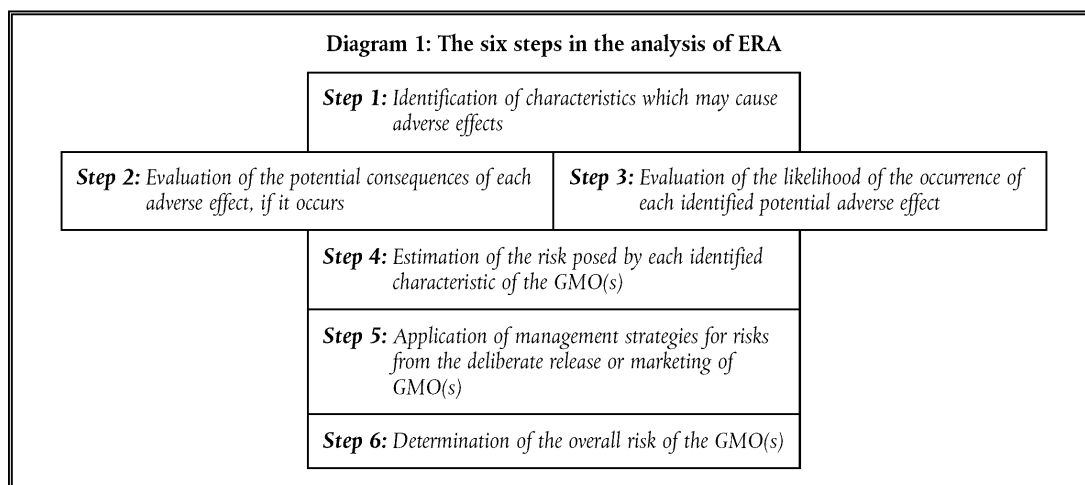 Diagram 1: The six steps in the analysis of ERA
Step 1: Identification of characteristics which may cause
adverse effects
Step 2: Evaluation of the potential consequences of each
adverse effect, if it occurs
Step 3: Evaluation of the likelihood of the occurrence of
each identified potential adverse effect
Step 4: Estimation of the risk posed by each identified
characteristic of the GMO(s)
Step 5: Application of management strategies for risks
from the deliberate release or marketing of
GMO(s)
Step 6: Determination of the overall risk of the GMO(s)